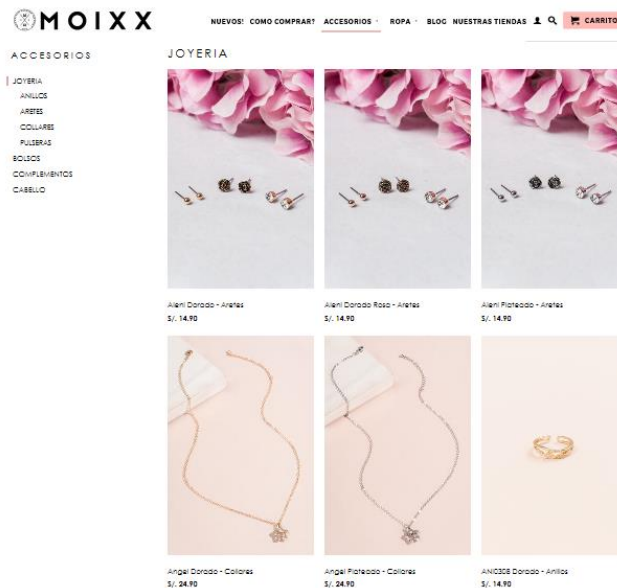 MOIXX
NUEVOS! COMO COMPRAR? ACCESORIOS ROPA BLOG NUESTRAS TIENDAS CARRITO
ACCESORIOS
JOYERIA
ANILLOS
ARETES
COLLARES
PULSERAS
BOLSOS
COMPLEMENTOS
CABELLO
JOYERIA
Aleni Dorado - Aretes
S/. 14.90
Aleni Dorado Rosa - Aretes
S/. 14.90
Aleni Plateado - Aretes
S/. 14.90
Angel Dorado - Collares
S/. 24.90
Angel Plateado - Collares
S/. 24.90
ANI0308 Dorado - Anillos
S/. 14.90